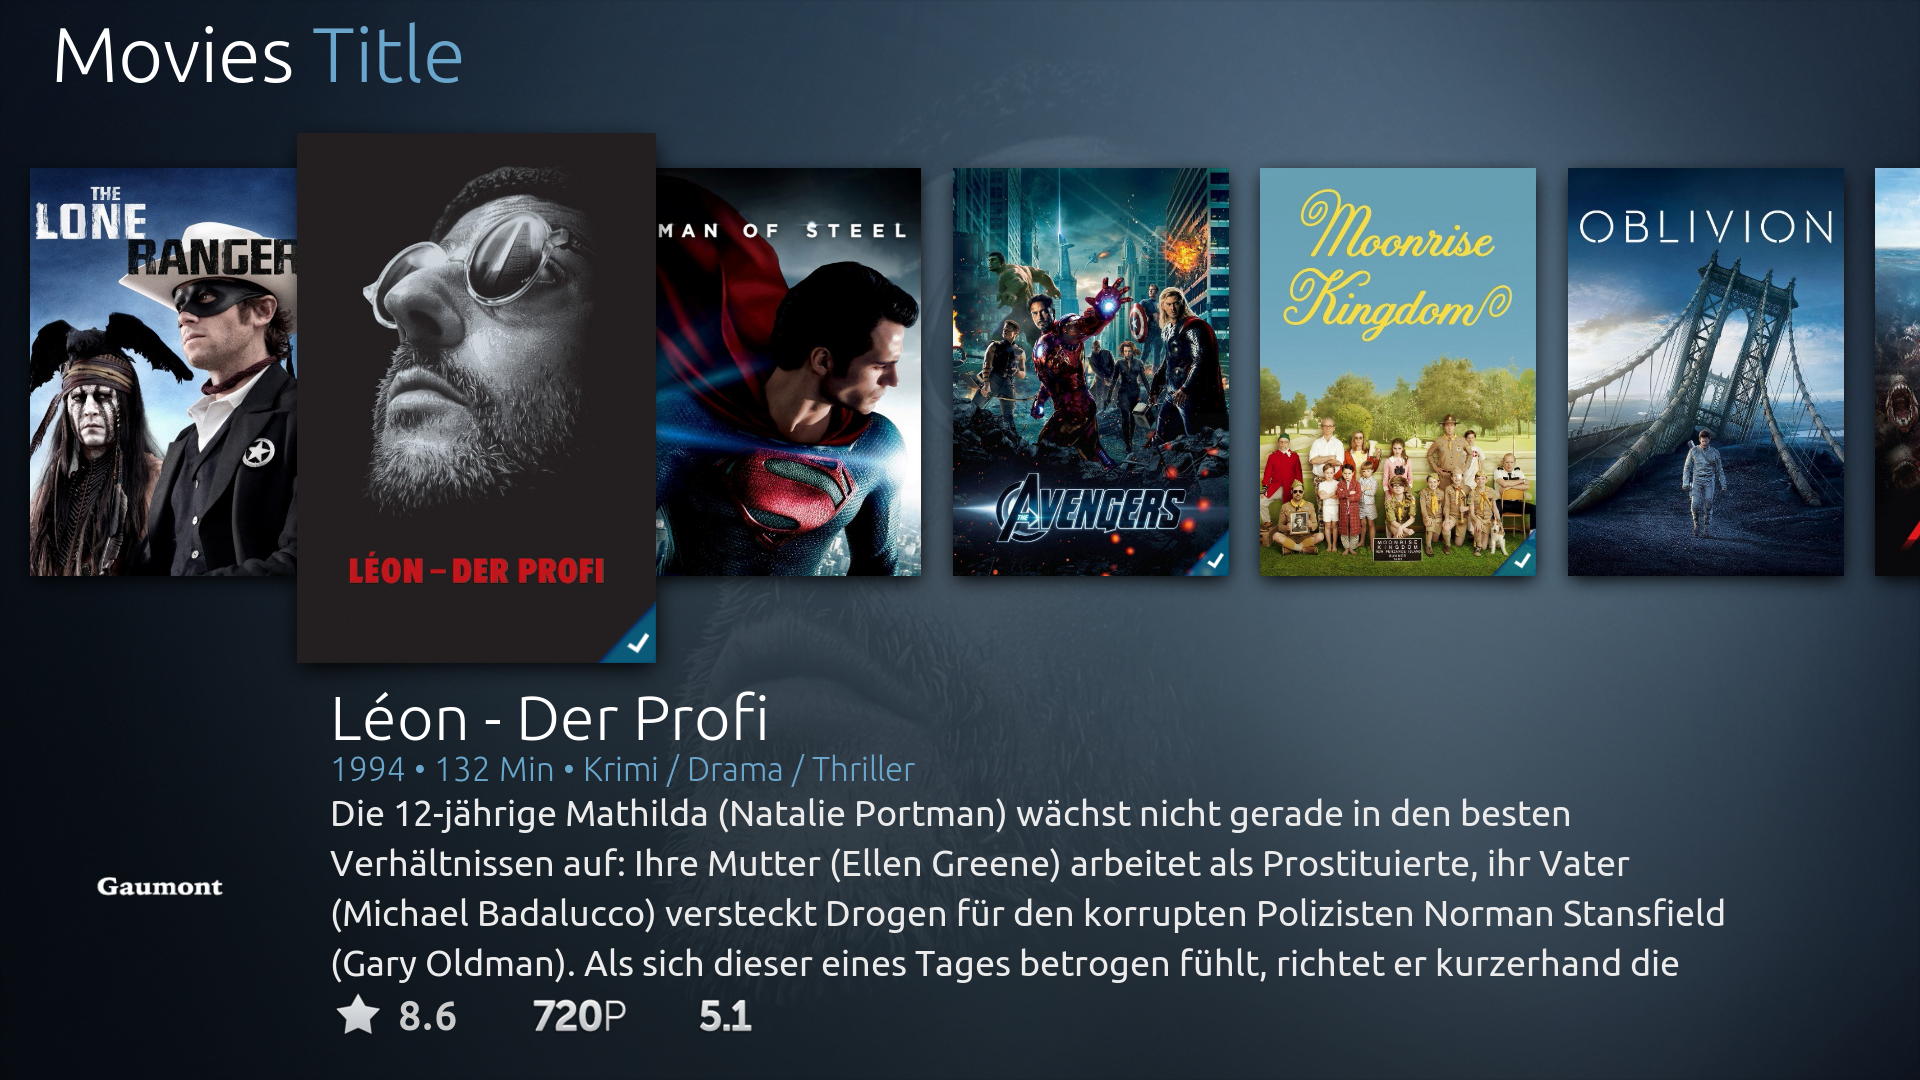 Movies Title
THE
LONE
RANGER
LÉON – DER PROFI
MAN OF STEEL
THE AVENGERS
Moonrise
Kingdom
MOONRISE
KINGDOM
OBLIVION
Léon - Der Profi
1994 • 132 Min • Krimi / Drama / Thriller
Die 12-jährige Mathilda (Natalie Portman) wächst nicht gerade in den besten
Verhältnissen auf: Ihre Mutter (Ellen Greene) arbeitet als Prostituierte, ihr Vater
(Michael Badalucco) versteckt Drogen für den korrupten Polizisten Norman Stansfield
(Gary Oldman). Als sich dieser eines Tages betrogen fühlt, richtet er kurzerhand die
Gaumont
8.6 720P 5.1